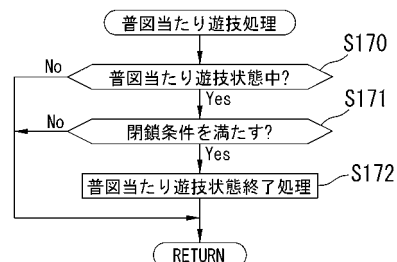 普図当たり遊技処理
S170
No
普図当たり遊技状態中?
Yes
S171
No
閉鎖条件を満たす?
Yes
S172
普図当たり遊技状態終了処理
RETURN